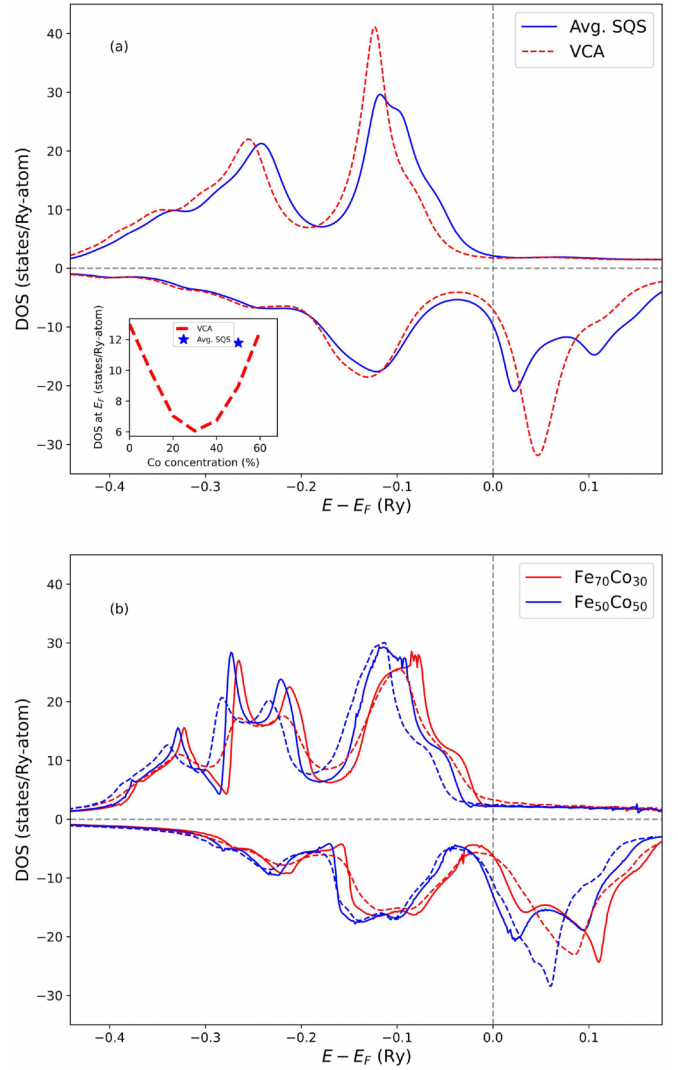 (a)
Avg. SQS
VCA
DOS (states/Ry-atom)
40
30
20
10
0
−10
−20
−30
DOS at E_F (states/Ry-atom)
12
10
8
6
VCA
Avg. SQS
0 20 40 60
Co concentration (%)
−0.4 −0.3 −0.2 −0.1 0.0 0.1
E − E_F (Ry)
(b)
Fe₇₀Co₃₀
Fe₅₀Co₅₀
DOS (states/Ry-atom)
40
30
20
10
0
−10
−20
−30
−0.4 −0.3 −0.2 −0.1 0.0 0.1
E − E_F (Ry)